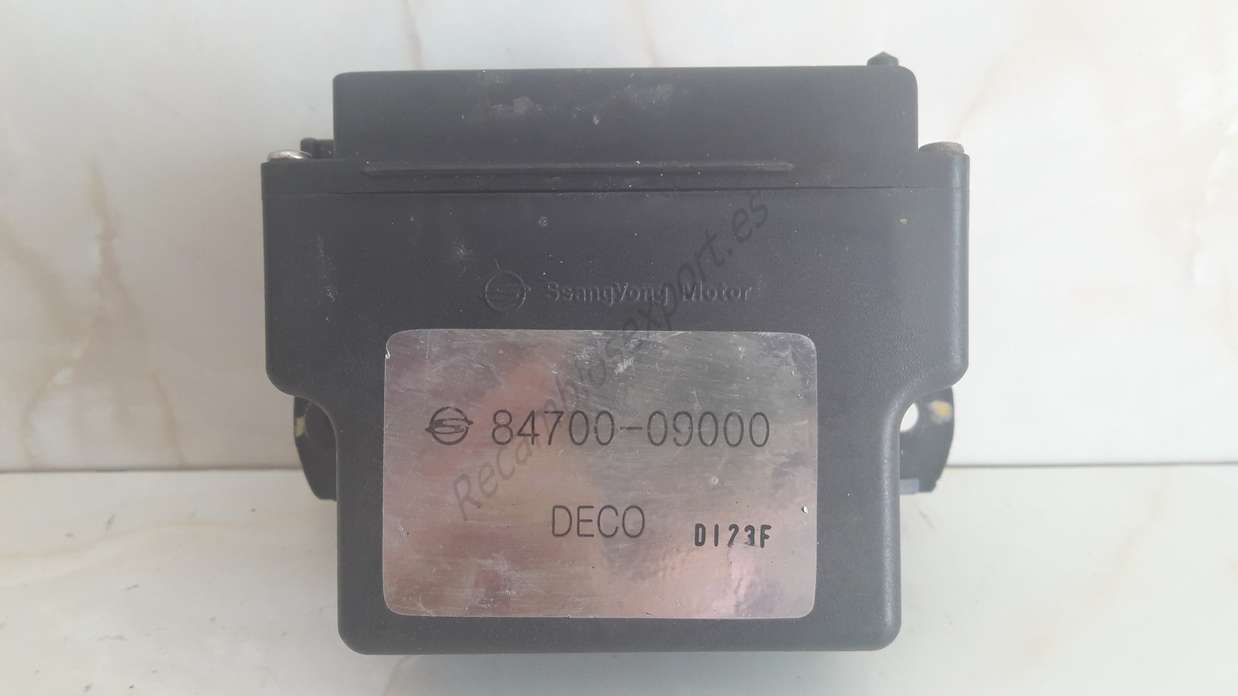 SsangYong Motor
84700-09000
DECO D123F
Recambiosexport.es